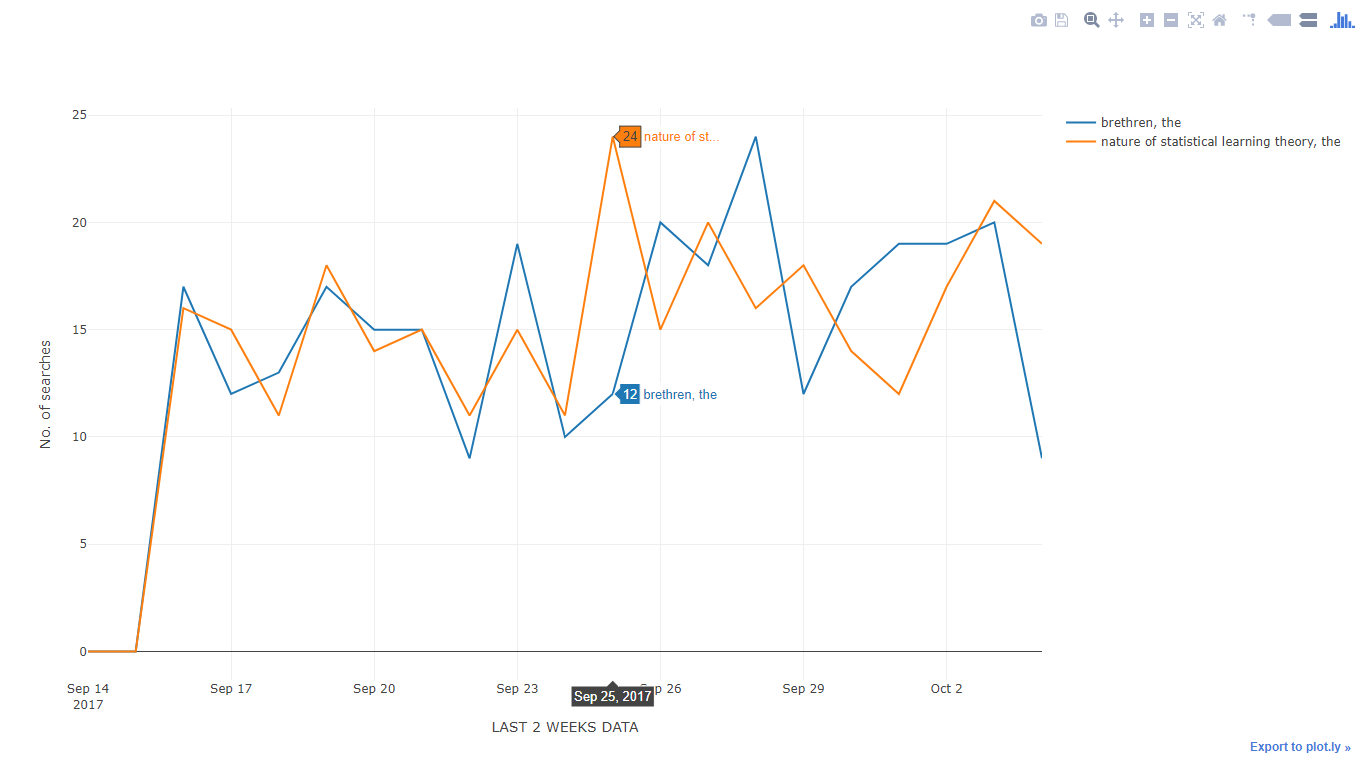 25
20
15
10
5
0
No. of searches
24 nature of st...
12 brethren, the
brethren, the
nature of statistical learning theory, the
Sep 14
2017
Sep 17
Sep 20
Sep 23
Sep 25, 2017
p 26
Sep 29
Oct 2
LAST 2 WEEKS DATA
Export to plot.ly »